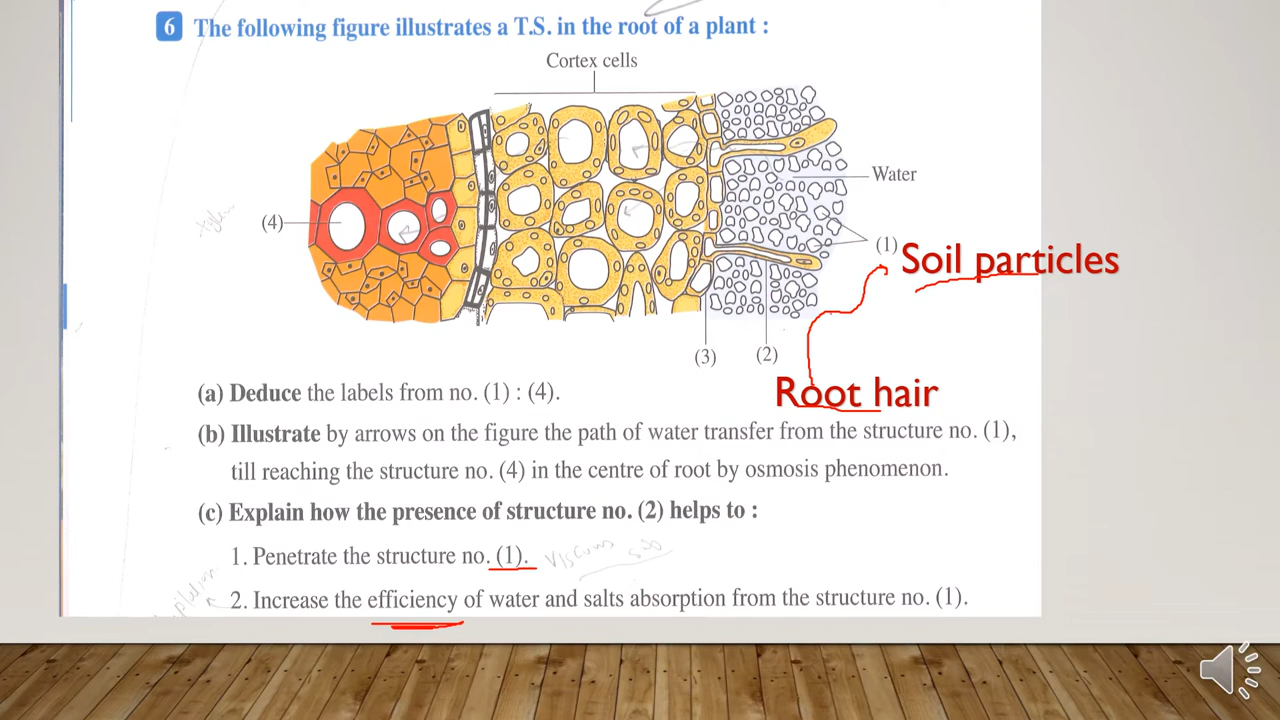 6 The following figure illustrates a T.S. in the root of a plant :
Cortex cells
Water
(4)
(1)
Soil particles
(3)
(2)
(a) Deduce the labels from no. (1) : (4).
Root hair
(b) Illustrate by arrows on the figure the path of water transfer from the structure no. (1),
till reaching the structure no. (4) in the centre of root by osmosis phenomenon.
(c) Explain how the presence of structure no. (2) helps to :
1. Penetrate the structure no. (1).
viscous sub
2. Increase the efficiency of water and salts absorption from the structure no. (1).